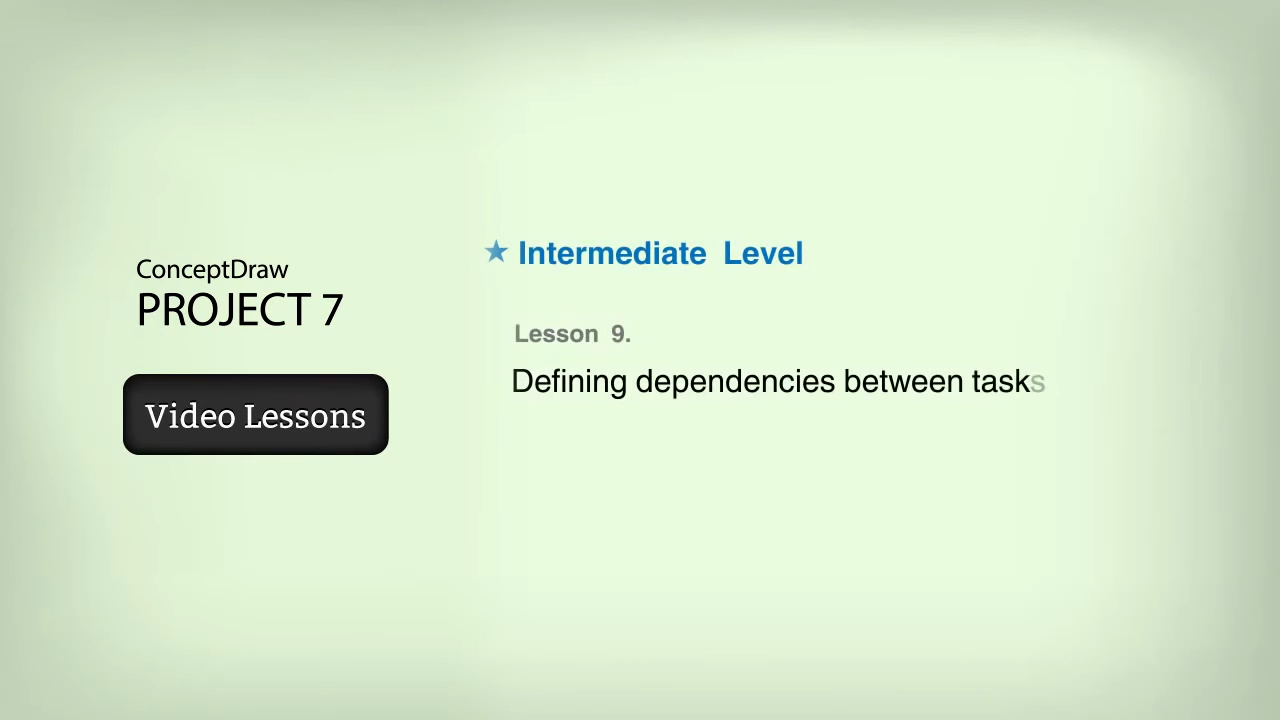 ConceptDraw
PROJECT 7
Video Lessons
★ Intermediate Level
Lesson 9.
Defining dependencies between tasks